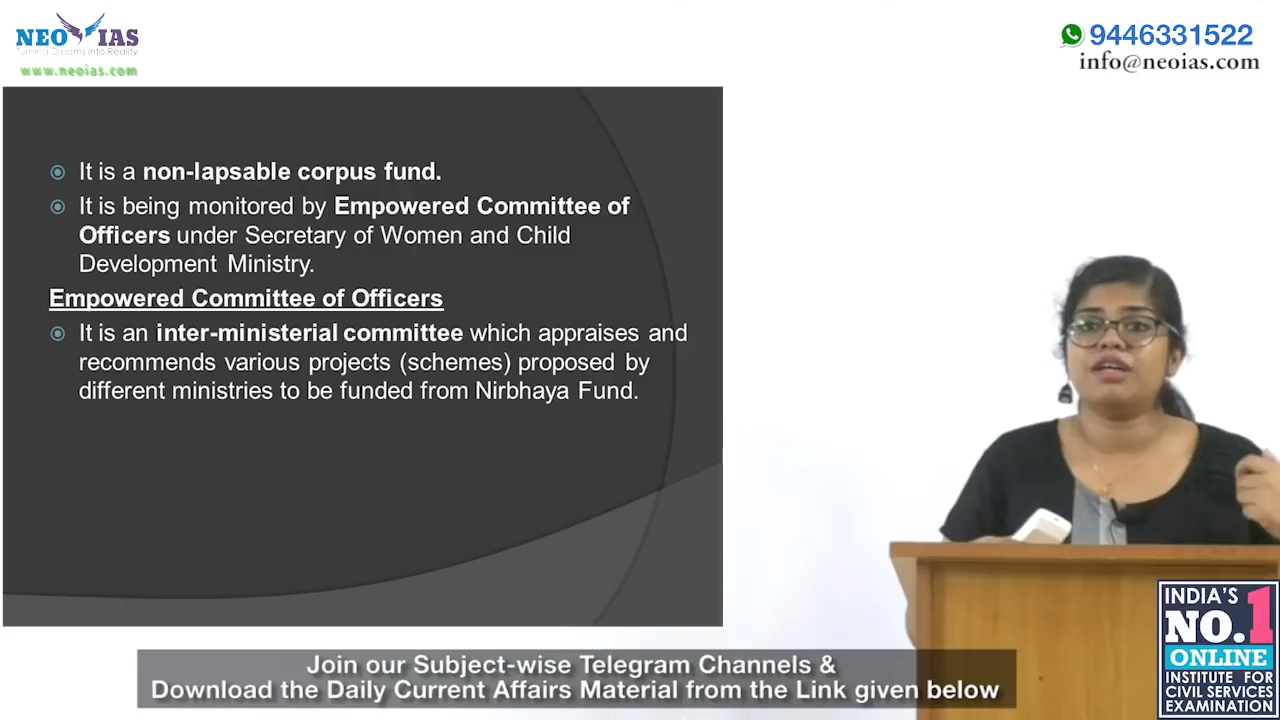 NEO IAS
Turning Dreams into Reality
www.neoias.com
9446331522
info@neoias.com
It is a non-lapsable corpus fund.
It is being monitored by Empowered Committee of
Officers under Secretary of Women and Child
Development Ministry.
Empowered Committee of Officers
It is an inter-ministerial committee which appraises and
recommends various projects (schemes) proposed by
different ministries to be funded from Nirbhaya Fund.
INDIA'S
NO.1
ONLINE
INSTITUTE FOR
CIVIL SERVICES
EXAMINATION
Join our Subject-wise Telegram Channels &
Download the Daily Current Affairs Material from the Link given below